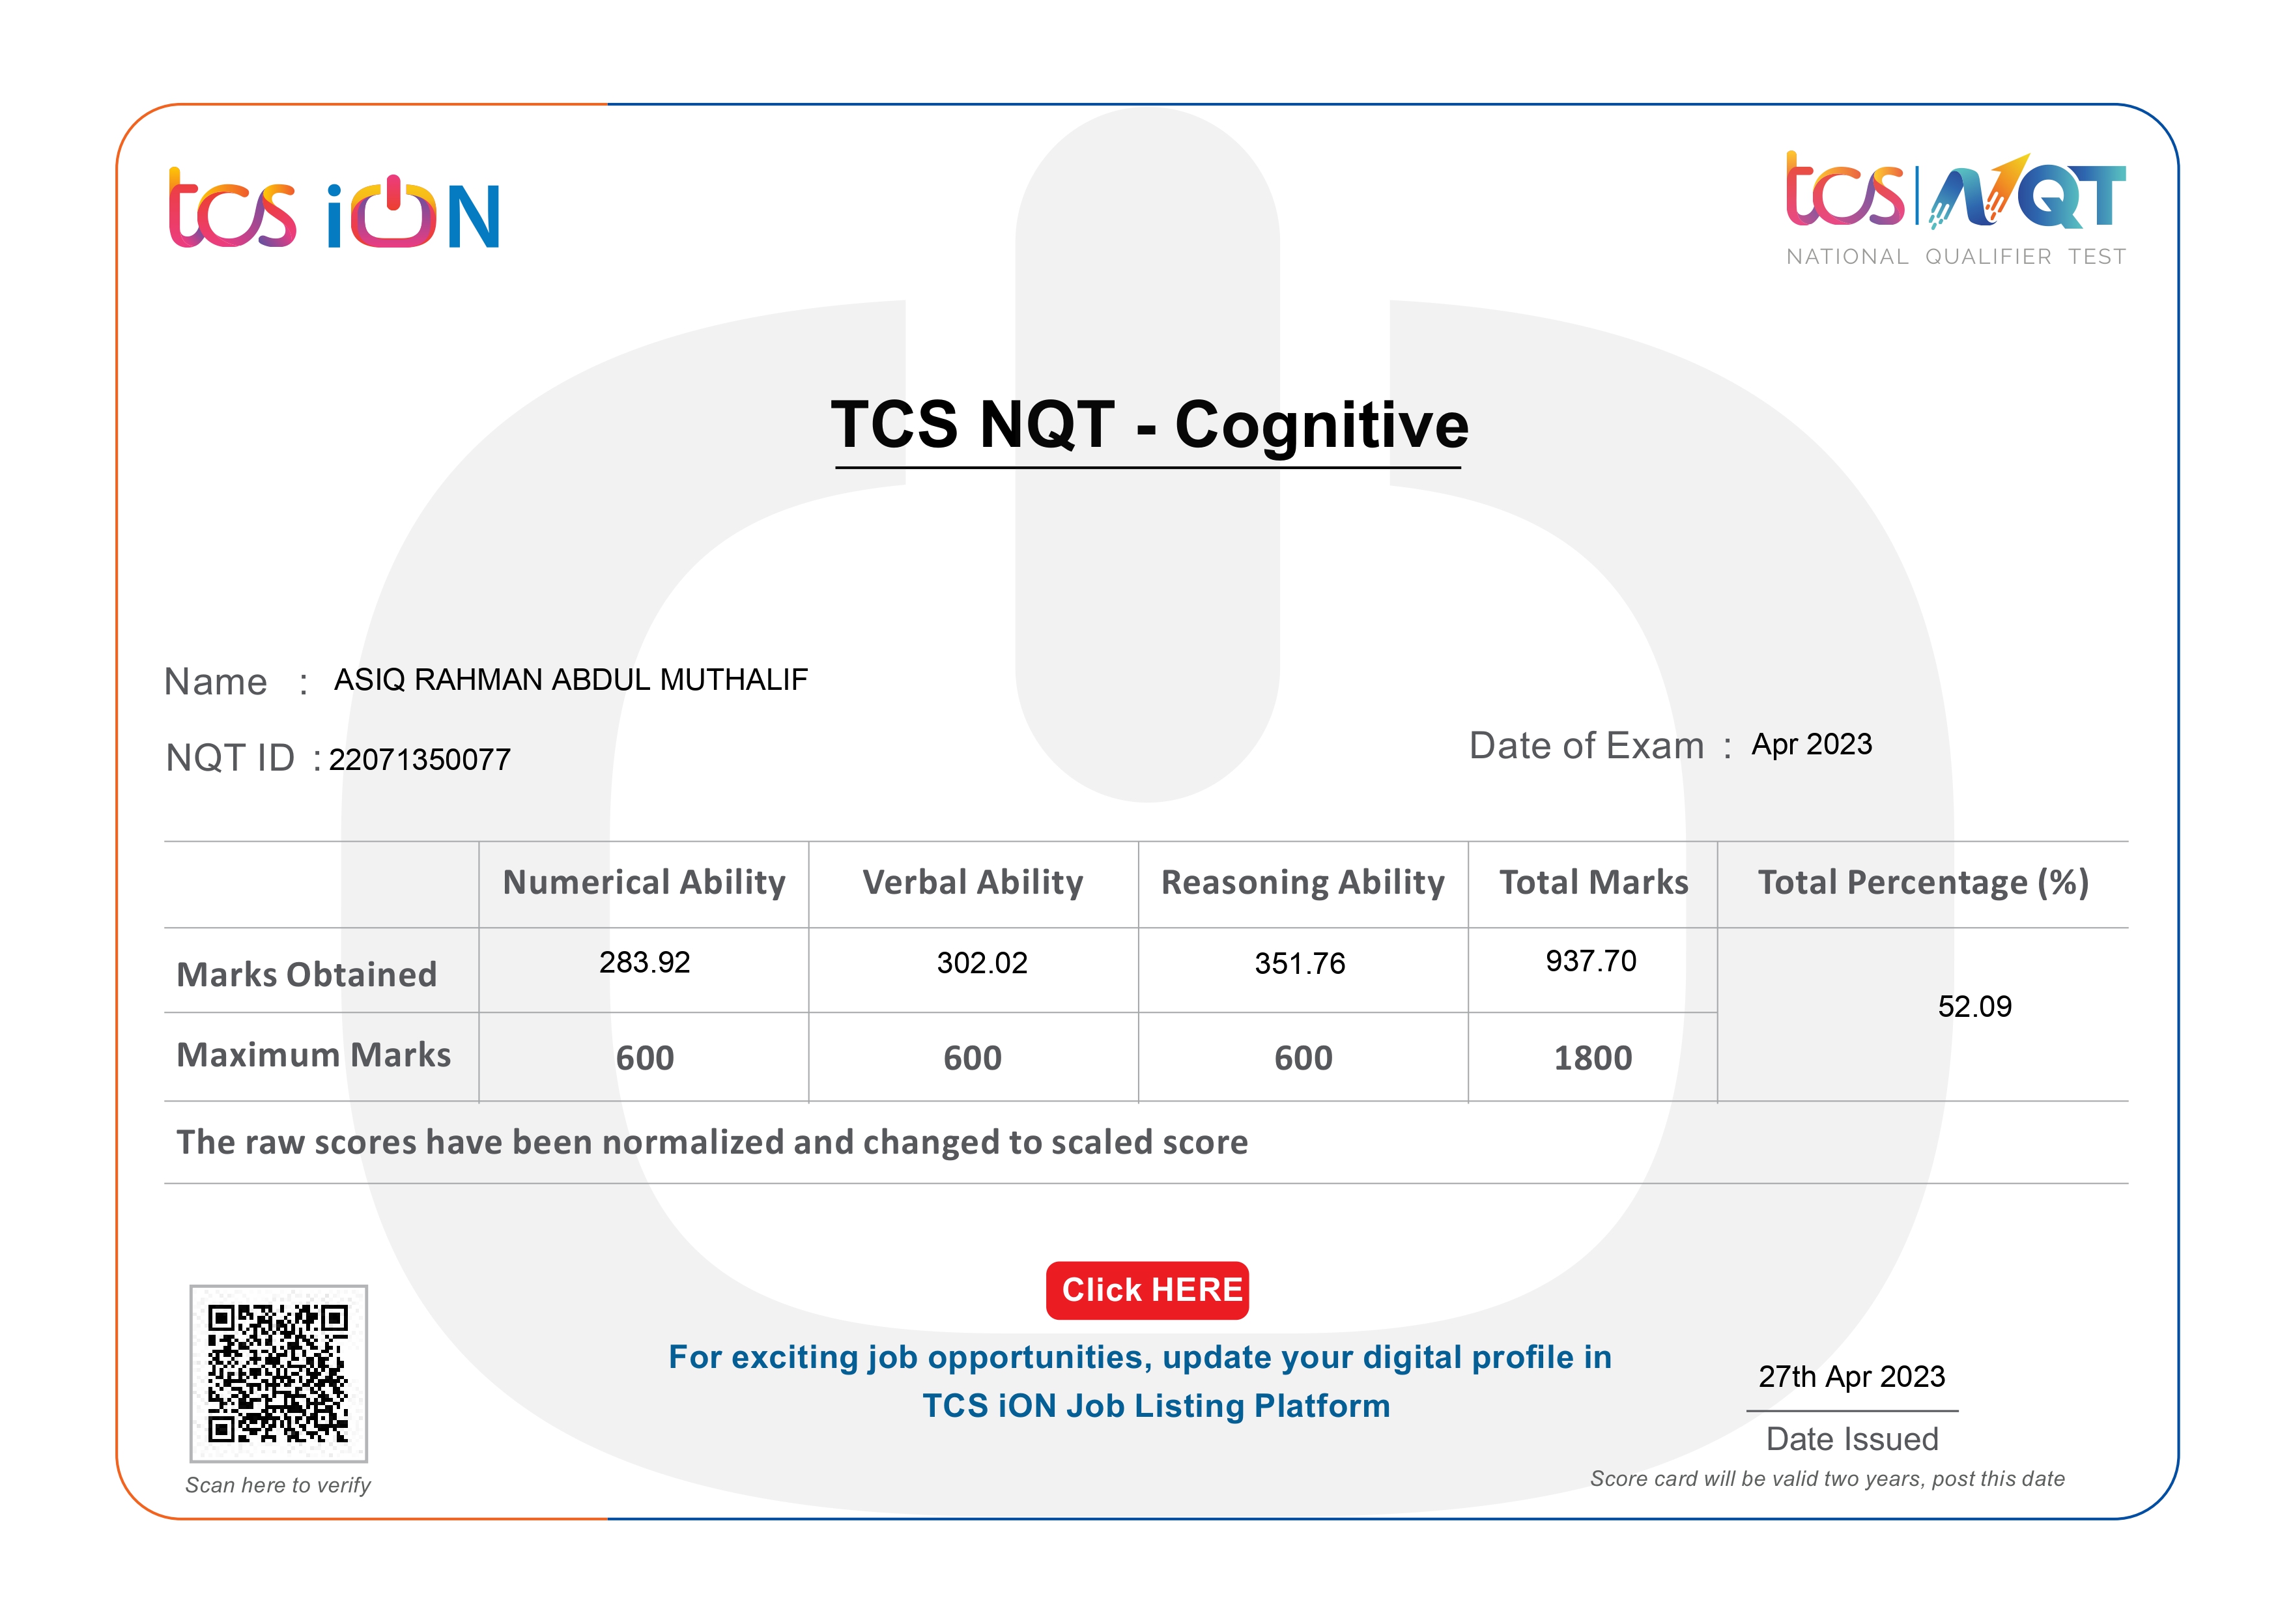 tcs iON
tcs | NQT
NATIONAL QUALIFIER TEST
TCS NQT - Cognitive
Name : ASIQ RAHMAN ABDUL MUTHALIF
NQT ID : 22071350077
Date of Exam : Apr 2023
Numerical Ability Verbal Ability Reasoning Ability Total Marks Total Percentage (%)
Marks Obtained 283.92 302.02 351.76 937.70
52.09
Maximum Marks 600 600 600 1800
The raw scores have been normalized and changed to scaled score
Click HERE
For exciting job opportunities, update your digital profile in
TCS iON Job Listing Platform
27th Apr 2023
Date Issued
Score card will be valid two years, post this date
Scan here to verify